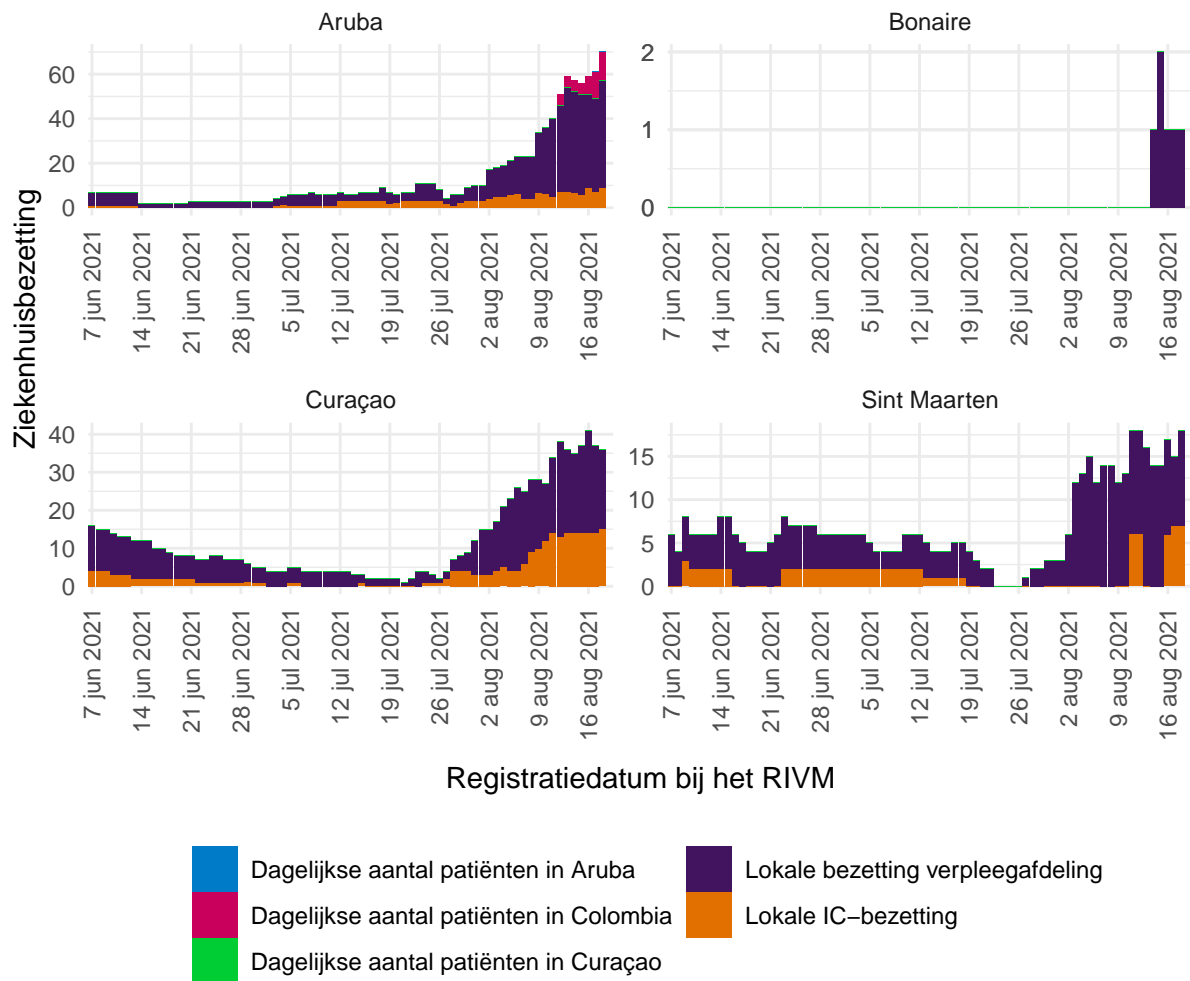 Aruba
Bonaire
60
40
20
0
2
1
0
7 jun 2021
14 jun 2021
21 jun 2021
28 jun 2021
5 jul 2021
12 jul 2021
19 jul 2021
26 jul 2021
2 aug 2021
9 aug 2021
16 aug 2021
7 jun 2021
14 jun 2021
21 jun 2021
28 jun 2021
5 jul 2021
12 jul 2021
19 jul 2021
26 jul 2021
2 aug 2021
9 aug 2021
16 aug 2021
Ziekenhuisbezetting
Curaçao
Sint Maarten
40
30
20
10
0
15
10
5
0
7 jun 2021
14 jun 2021
21 jun 2021
28 jun 2021
5 jul 2021
12 jul 2021
19 jul 2021
26 jul 2021
2 aug 2021
9 aug 2021
16 aug 2021
7 jun 2021
14 jun 2021
21 jun 2021
28 jun 2021
5 jul 2021
12 jul 2021
19 jul 2021
26 jul 2021
2 aug 2021
9 aug 2021
16 aug 2021
Registratiedatum bij het RIVM
Dagelijkse aantal patiënten in Aruba
Dagelijkse aantal patiënten in Colombia
Dagelijkse aantal patiënten in Curaçao
Lokale bezetting verpleegafdeling
Lokale IC−bezetting